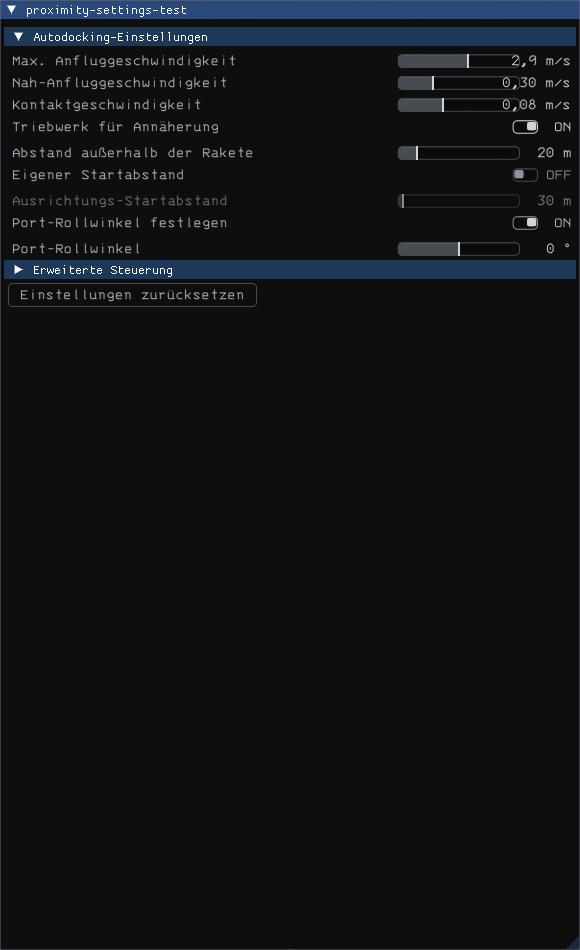 proximity-settings-test
Autodocking-Einstellungen
Max. Anfluggeschwindigkeit 2,9 m/s
Nah-Anfluggeschwindigkeit 0,30 m/s
Kontaktgeschwindigkeit 0,08 m/s
Triebwerk für Annäherung ON
Abstand außerhalb der Rakete 20 m
Eigener Startabstand OFF
Ausrichtungs-Startabstand 30 m
Port-Rollwinkel festlegen ON
Port-Rollwinkel 0 °
Erweiterte Steuerung
Einstellungen zurücksetzen